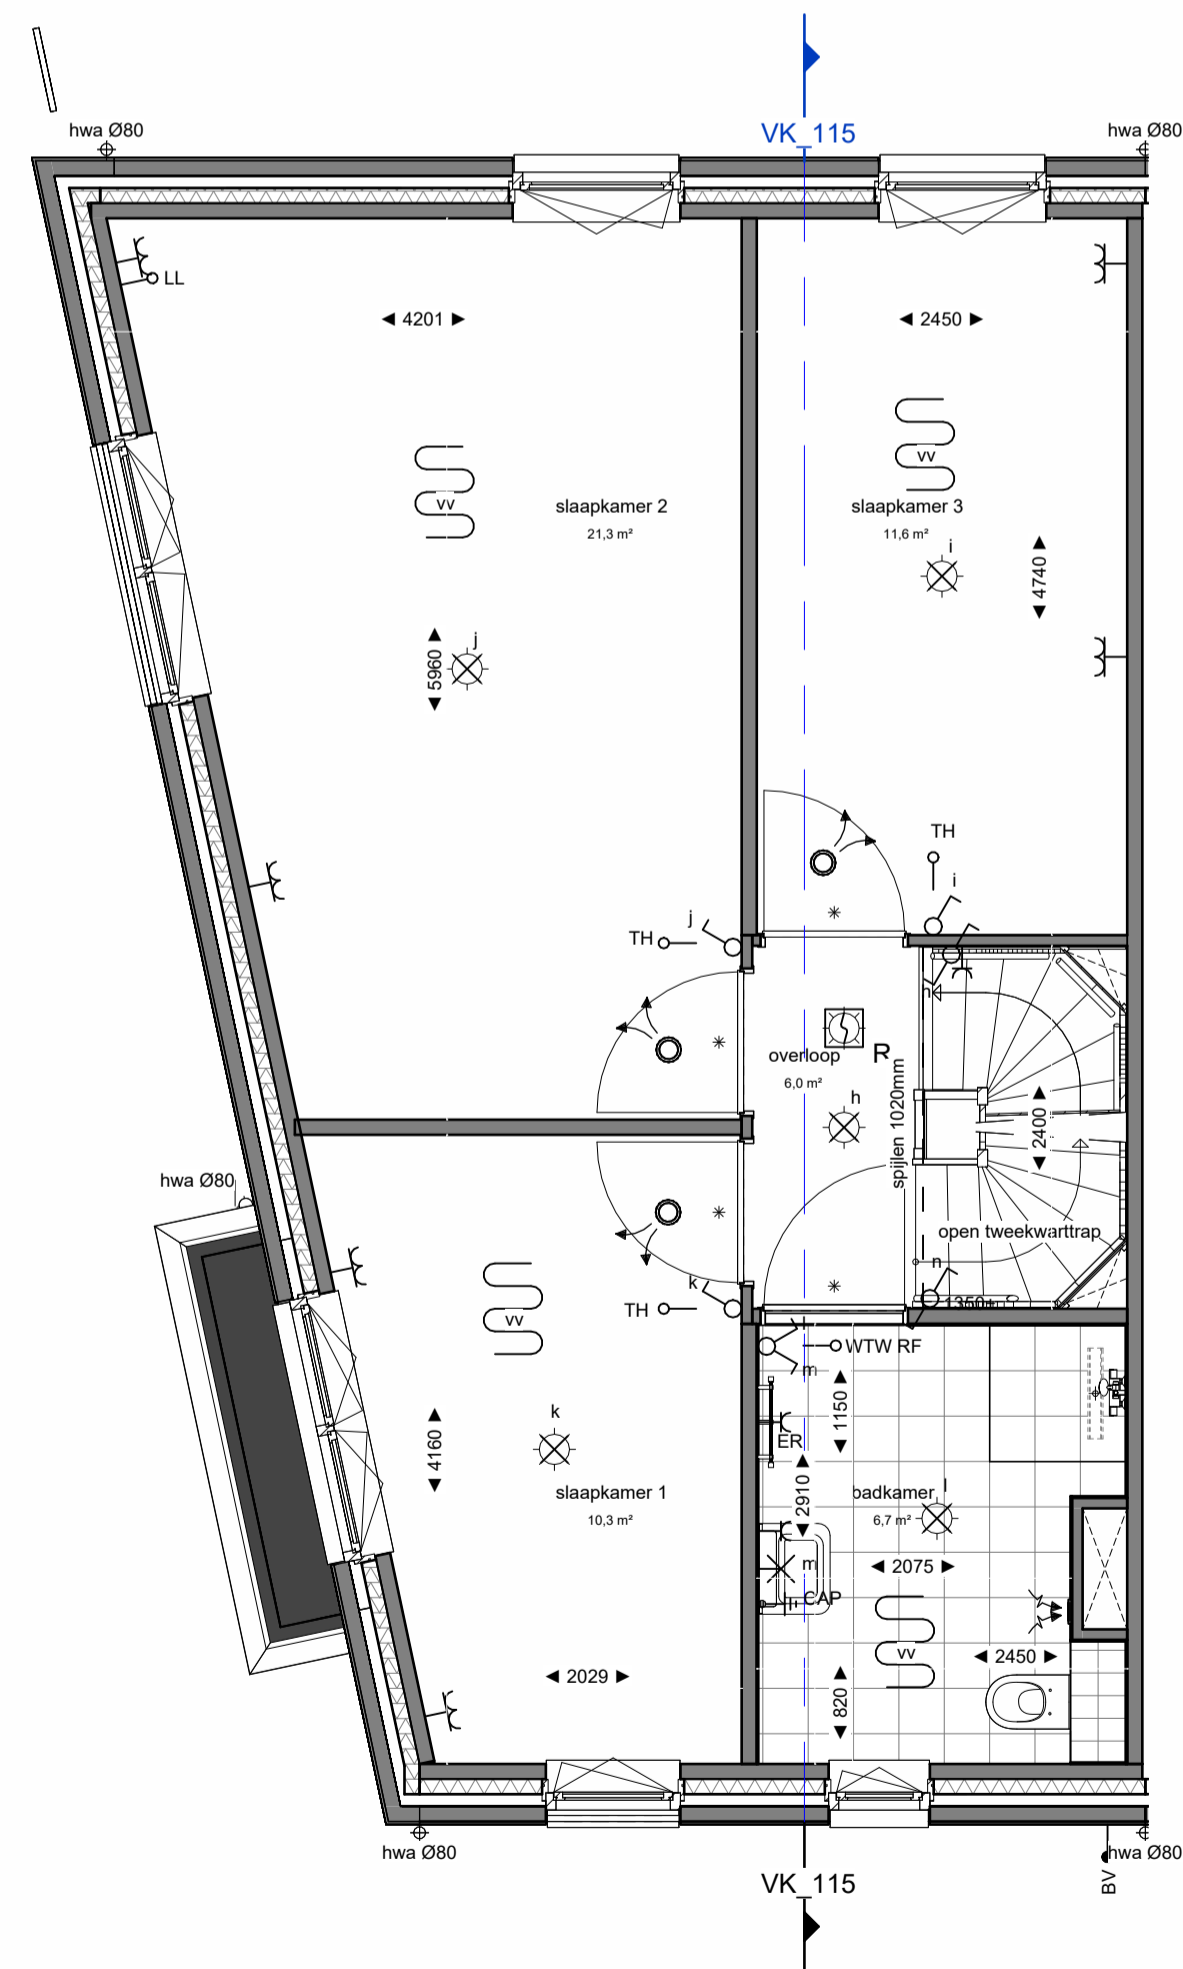 hwa Ø80
VK_115
hwa Ø80
LL
4201
2450
vv
vv
slaapkamer 2
21,3 m²
slaapkamer 3
11,6 m²
i
4740
j
5960
TH
i
j
TH
n
overloop
R
6,0 m²
h
spijlen 1020mm
2400
hwa Ø80
open tweekwarttrap
n
k
TH
1350+
l
WTW RF
m
vv
1150
ER
k
4160
2910
slaapkamer 1
10,3 m²
badkamer
l
6,7 m²
m
2075
CAP
vv
2450
2029
820
hwa Ø80
hwa Ø80
VK_115
BV